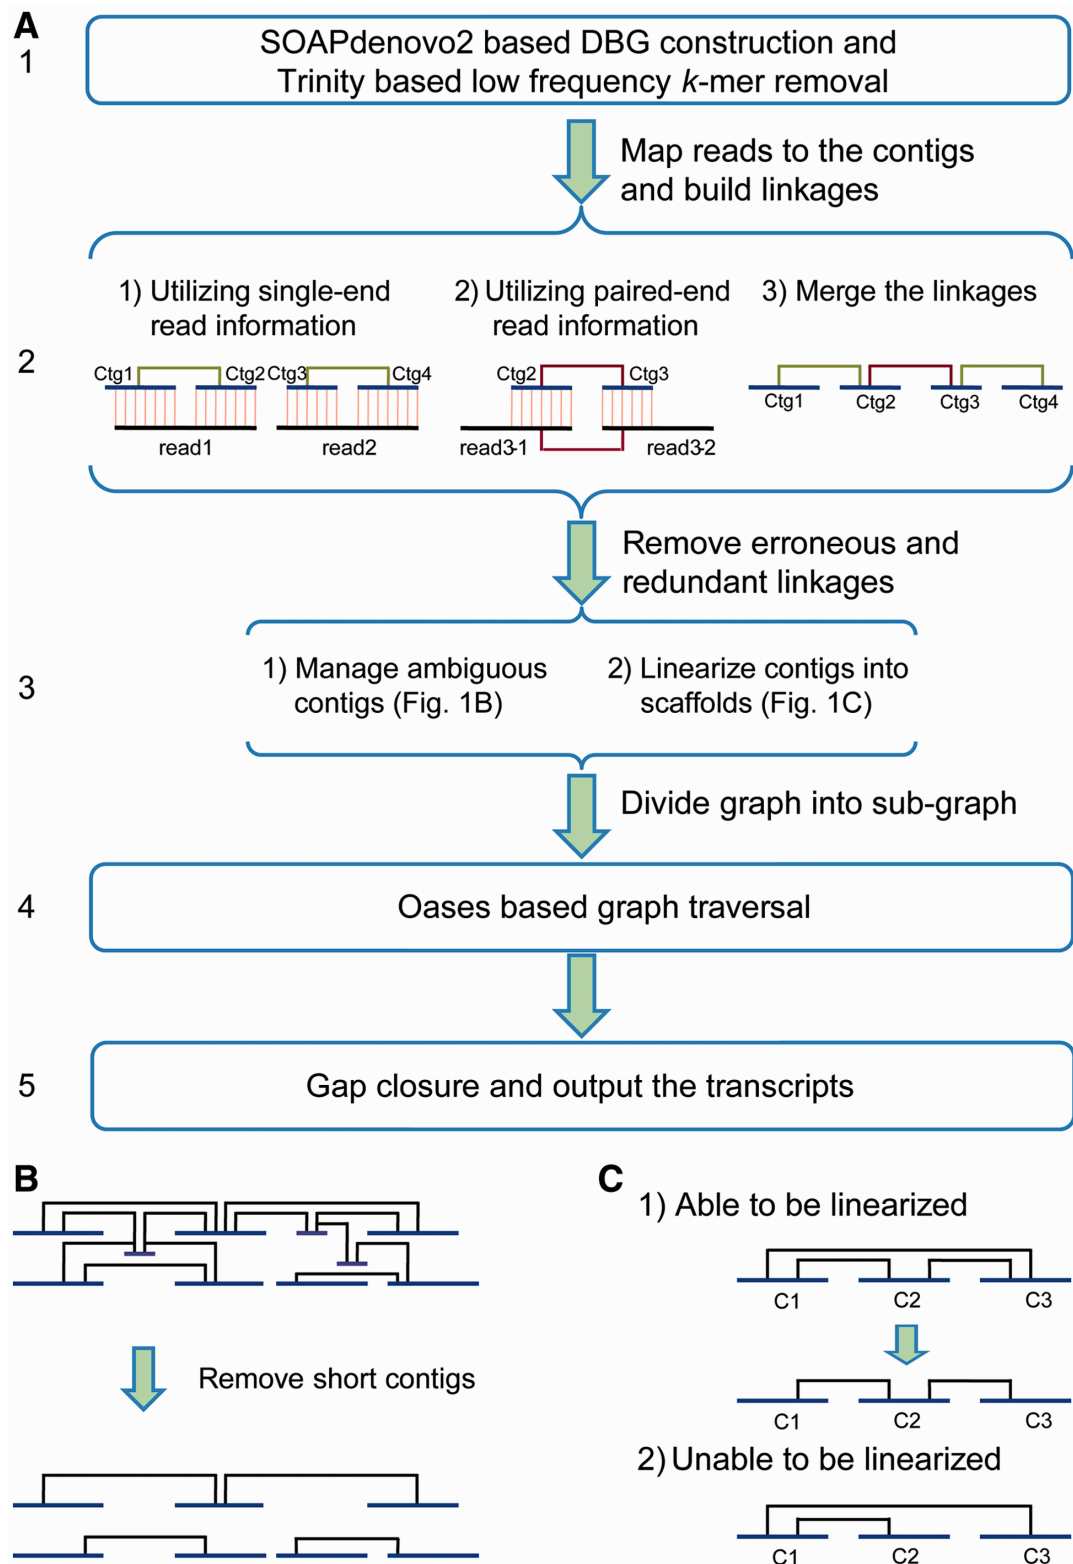 A
1
SOAPdenovo2 based DBG construction and
Trinity based low frequency k-mer removal
Map reads to the contigs
and build linkages
2
1) Utilizing single-end
read information
Ctg1 Ctg2 Ctg3 Ctg4
read1 read2
2) Utilizing paired-end
read information
Ctg2 Ctg3
read3-1 read3-2
3) Merge the linkages
Ctg1 Ctg2 Ctg3 Ctg4
Remove erroneous and
redundant linkages
3
1) Manage ambiguous
contigs (Fig. 1B)
2) Linearize contigs into
scaffolds (Fig. 1C)
Divide graph into sub-graph
4
Oases based graph traversal
5
Gap closure and output the transcripts
B
Remove short contigs
C
1) Able to be linearized
C1 C2 C3
C1 C2 C3
2) Unable to be linearized
C1 C2 C3